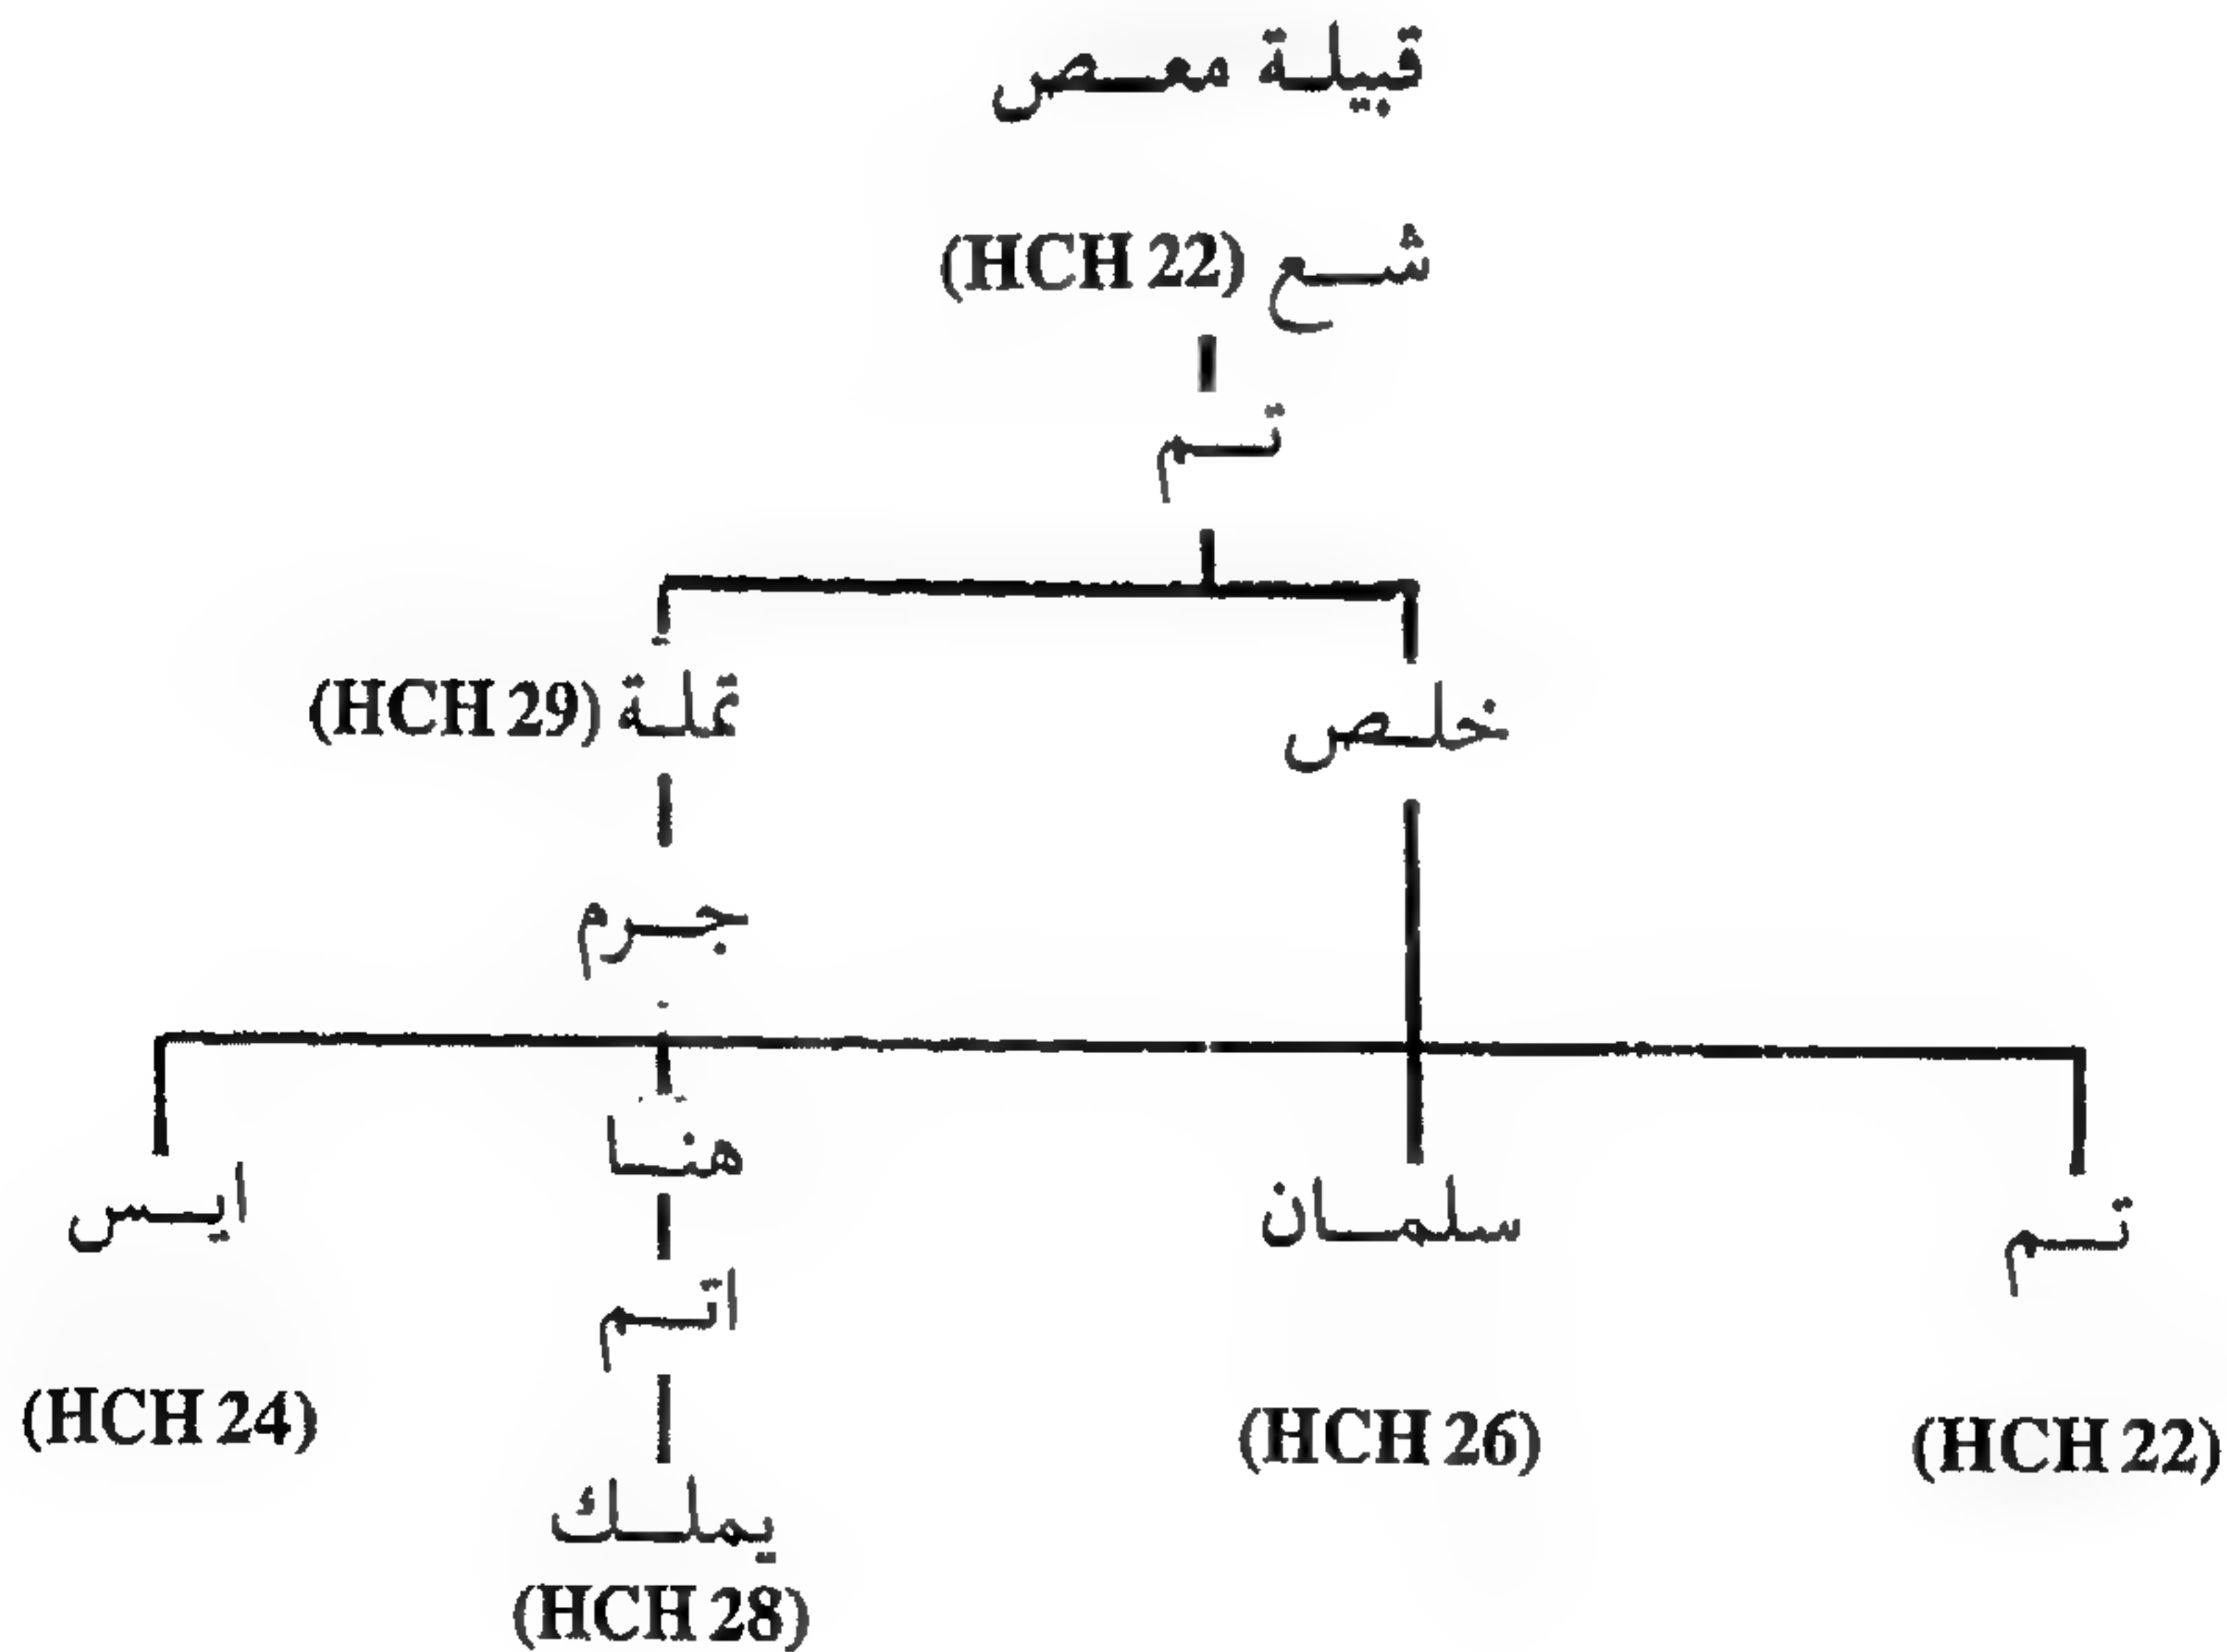 قبيلة معص
شع (HCH 22)
تم
خلص
(HCH 29)
جرم
هنا
سلمان
تم
ايس
اتم
(HCH 22)
(HCH 26)
(HCH 24)
يملك
(HCH 28)